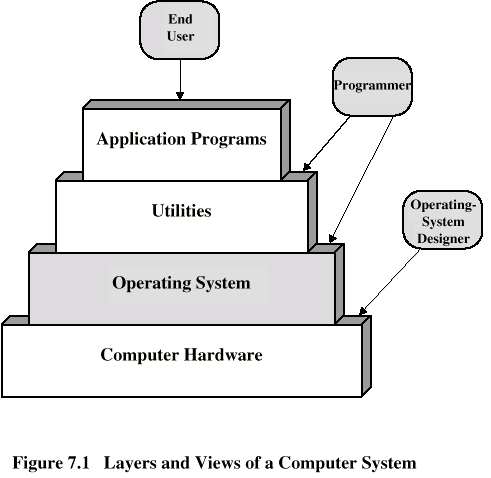 End
User
Programmer
Application Programs
Utilities
Operating-
System
Designer
Operating System
Computer Hardware
Figure 7.1 Layers and Views of a Computer System